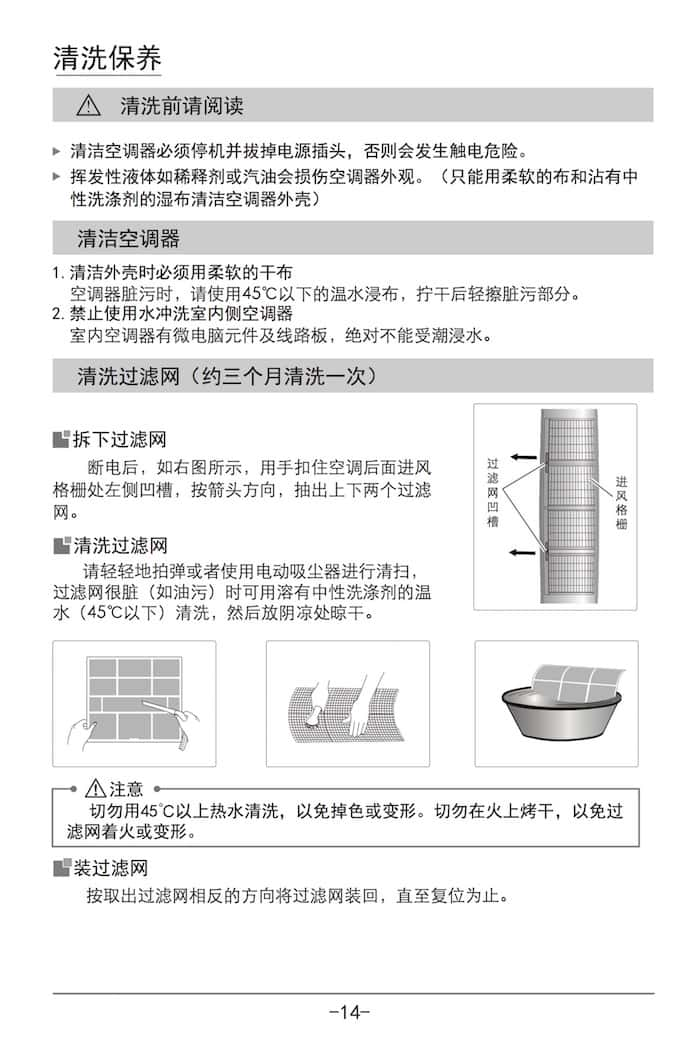 清洗保养
清洗前请阅读
清洁空调器必须停机并拔掉电源插头，否则会发生触电危险。
挥发性液体如稀释剂或汽油会损伤空调器外观。（只能用柔软的布和沾有中
性洗涤剂的湿布清洁空调器外壳）
清洁空调器
1. 清洁外壳时必须用柔软的干布
空调器脏污时，请使用45℃以下的温水浸布，拧干后轻擦脏污部分。
2. 禁止使用水冲洗室内侧空调器
室内空调器有微电脑元件及线路板，绝对不能受潮浸水。
清洗过滤网（约三个月清洗一次）
拆下过滤网
断电后，如右图所示，用手扣住空调后面进风
格栅处左侧凹槽，按箭头方向，抽出上下两个过滤
网。
过滤网凹槽
进风格栅
清洗过滤网
请轻轻地拍弹或者使用电动吸尘器进行清扫，
过滤网很脏（如油污）时可用溶有中性洗涤剂的温
水（45℃以下）清洗，然后放阴凉处晾干。
注意
切勿用45℃以上热水清洗，以免掉色或变形。切勿在火上烤干，以免过
滤网着火或变形。
装过滤网
按取出过滤网相反的方向将过滤网装回，直至复位为止。
-14-